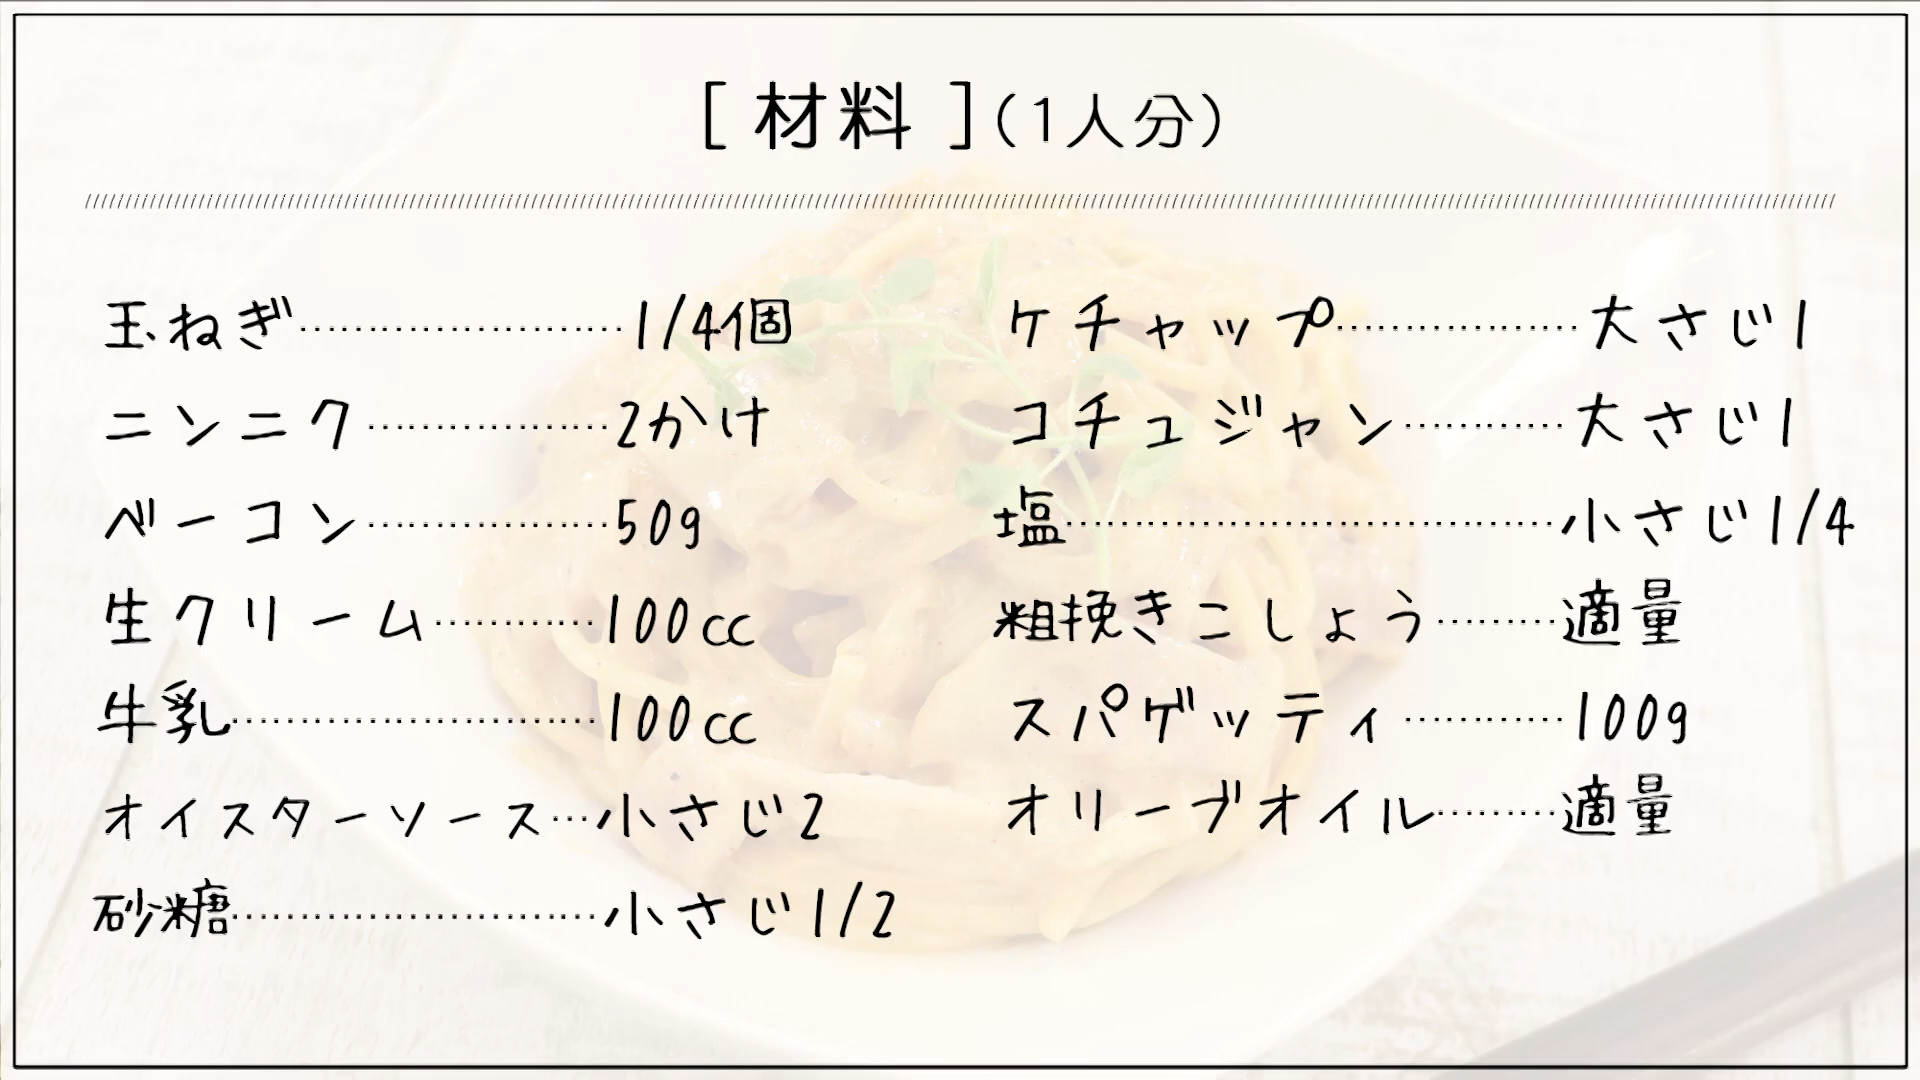 [ 材料 ](1人分)
玉ねぎ……………………1/4個
ニンニク………………2かけ
ベーコン………………50g
生クリーム…………100cc
牛乳………………………100cc
オイスターソース…小さじ2
砂糖………………………小さじ1/2
ケチャップ………………大さじ1
コチュジャン…………大さじ1
塩………………………………小さじ1/4
粗挽きこしょう………適量
スパゲッティ…………100g
オリーブオイル………適量